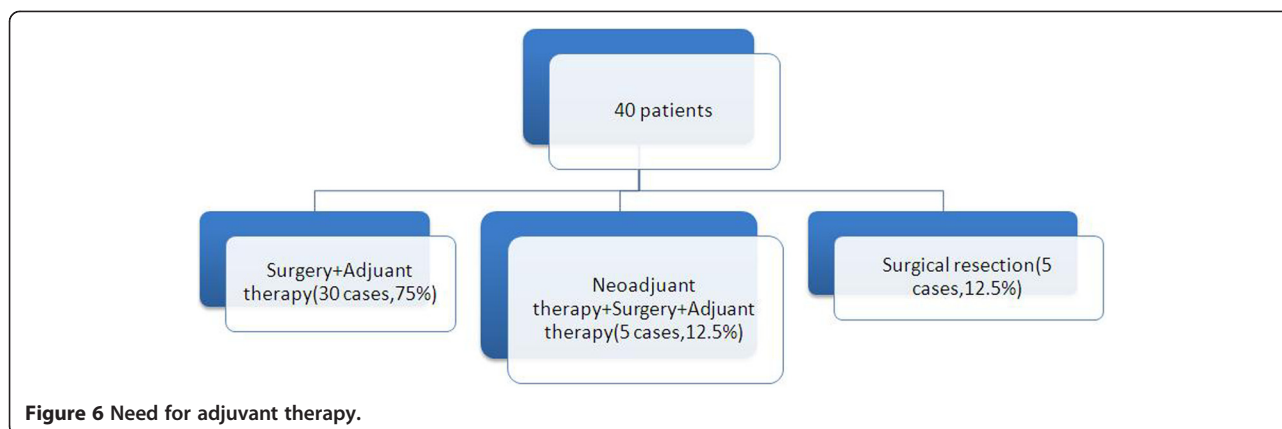 40 patients
Surgery+Adjuant
therapy(30 cases,75%)
Neoadjuant
therapy+Surgery+Adjuant
therapy(5 cases,12.5%)
Surgical resection(5
cases,12.5%)
Figure 6 Need for adjuvant therapy.